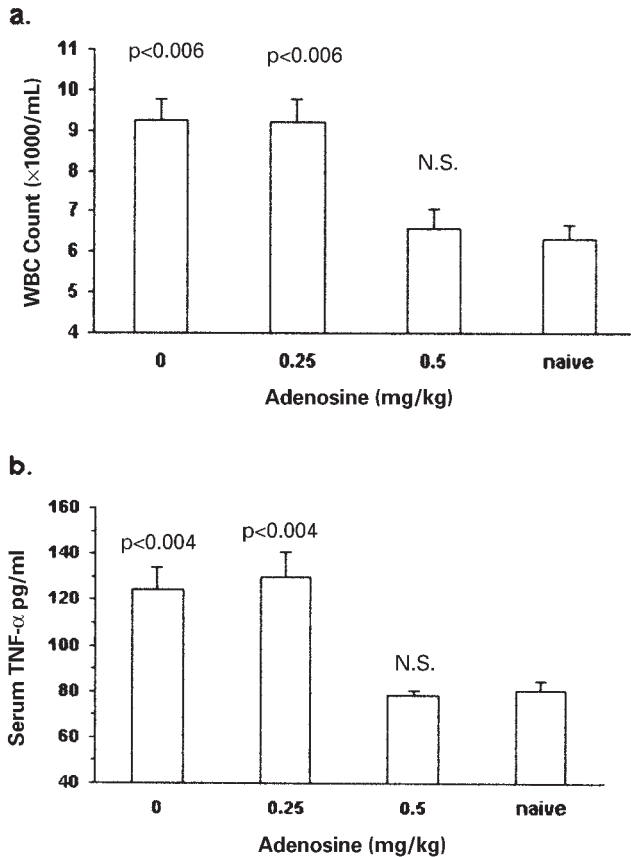 a.
11
10
9
8
7
6
5
4
WBC Count (×1000/mL)
p<0.006
p<0.006
N.S.
0 0.25 0.5 naive
Adenosine (mg/kg)
b.
160
140
120
100
80
60
40
Serum TNF-α pg/ml
p<0.004
p<0.004
N.S.
0 0.25 0.5 naive
Adenosine (mg/kg)